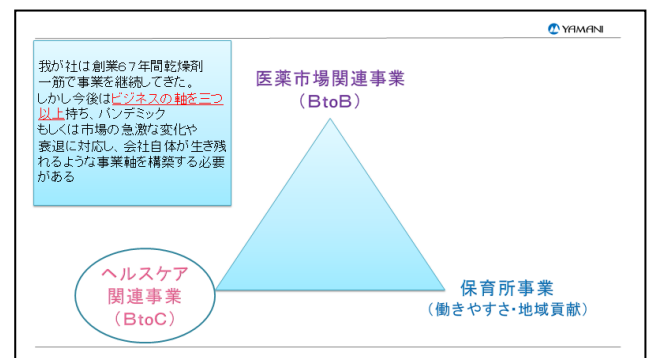 YAMANI
我が社は創業67年間乾燥剤
一筋で事業を継続してきた。
しかし今後はビジネスの軸を三つ
以上持ち、パンデミック
もしくは市場の急激な変化や
衰退に対応し、会社自体が生き残
れるような事業軸を構築する必要
がある
医薬市場関連事業
(BtoB)
ヘルスケア
関連事業
(BtoC)
保育所事業
(働きやすさ・地域貢献)